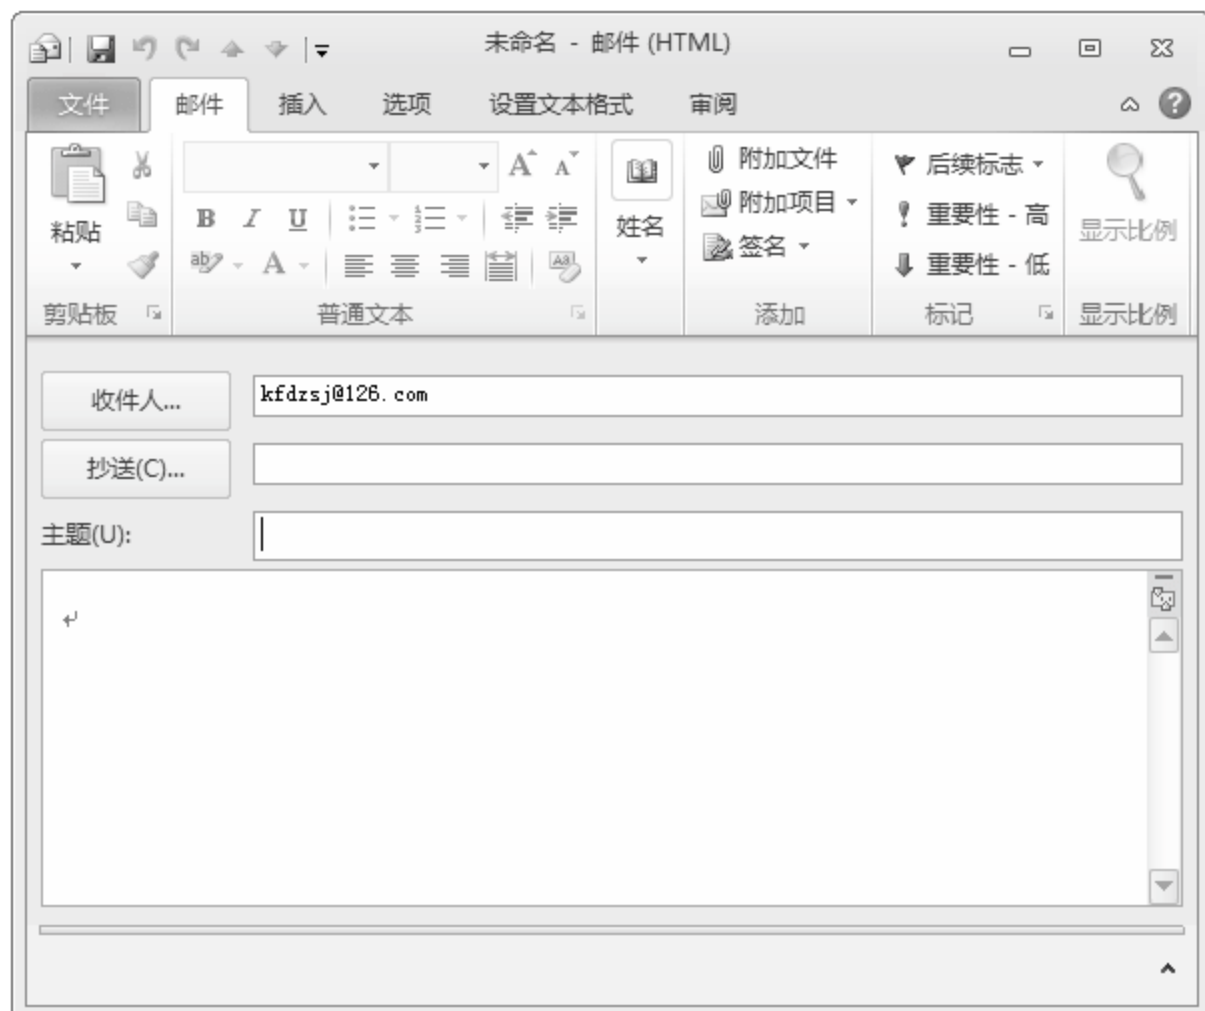 未命名 - 邮件 (HTML)
文件 邮件 插入 选项 设置文本格式 审阅
粘贴
剪贴板
B I U
A A
ab A
Aa
普通文本
姓名
附加文件
附加项目
签名
添加
后续标志
重要性 - 高
重要性 - 低
标记
显示比例
显示比例
收件人... kfdzsj@126.com
抄送(C)...
主题(U):